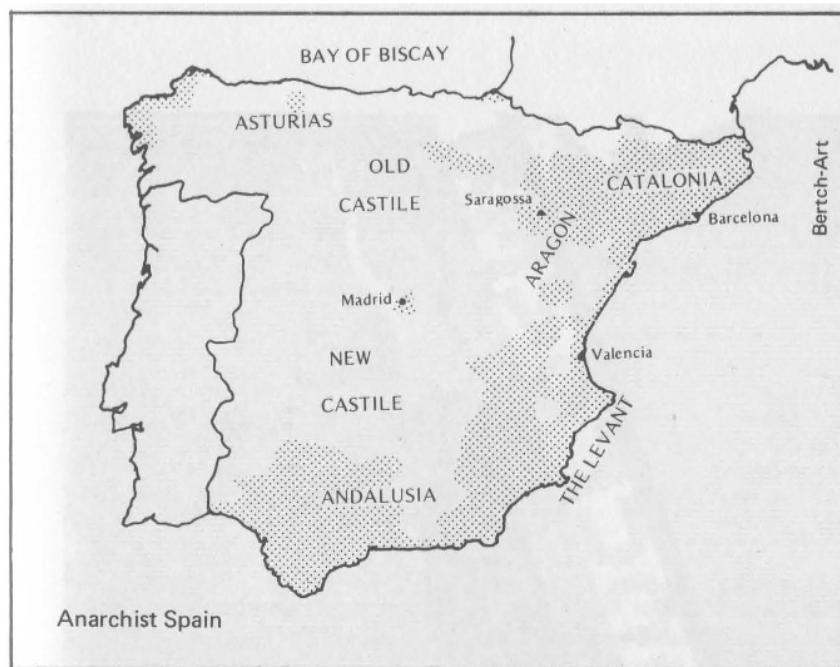 BAY OF BISCAY
ASTURIAS
OLD
CASTILE
CATALONIA
Saragossa
Barcelona
ARAGON
Madrid
NEW
CASTILE
Valencia
THE LEVANT
ANDALUSIA
Bertch-Art
Anarchist Spain